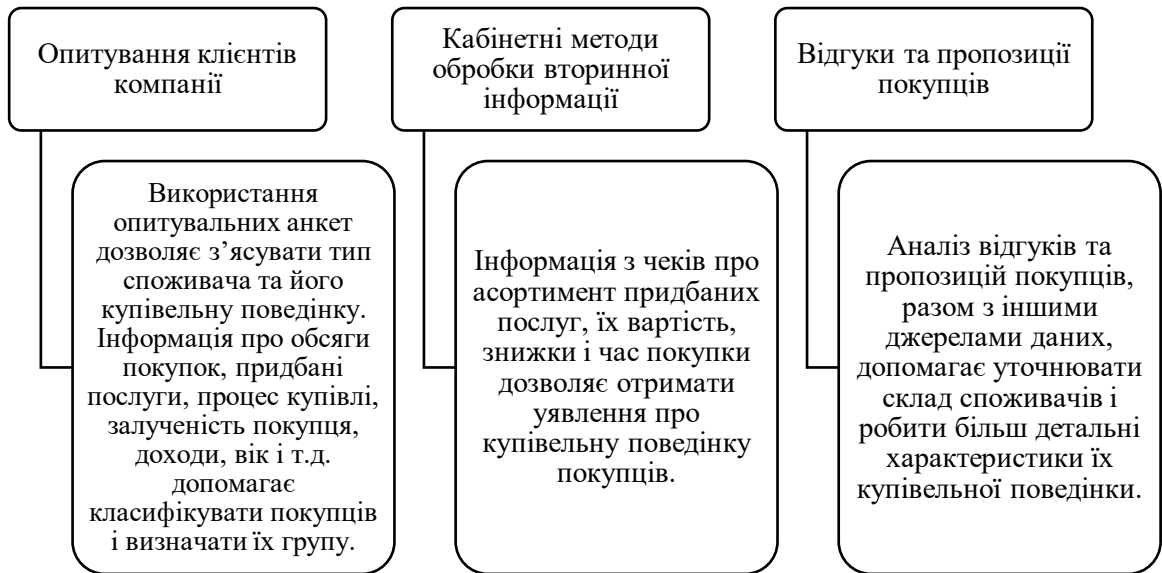 Опитування клієнтів
компанії
Використання
опитувальних анкет
дозволяє з’ясувати тип
споживача та його
купівельну поведінку.
Інформація про обсяги
покупок, придбані
послуги, процес купівлі,
залученість покупця,
доходи, вік і т.д.
допомагає
класифікувати покупців
і визначати їх групу.
Кабінетні методи
обробки вторинної
інформації
Інформація з чеків про
асортимент придбаних
послуг, їх вартість,
знижки і час покупки
дозволяє отримати
уявлення про
купівельну поведінку
покупців.
Відгуки та пропозиції
покупців
Аналіз відгуків та
пропозицій покупців,
разом з іншими
джерелами даних,
допомагає уточнювати
склад споживачів і
робити більш детальні
характеристики їх
купівельної поведінки.